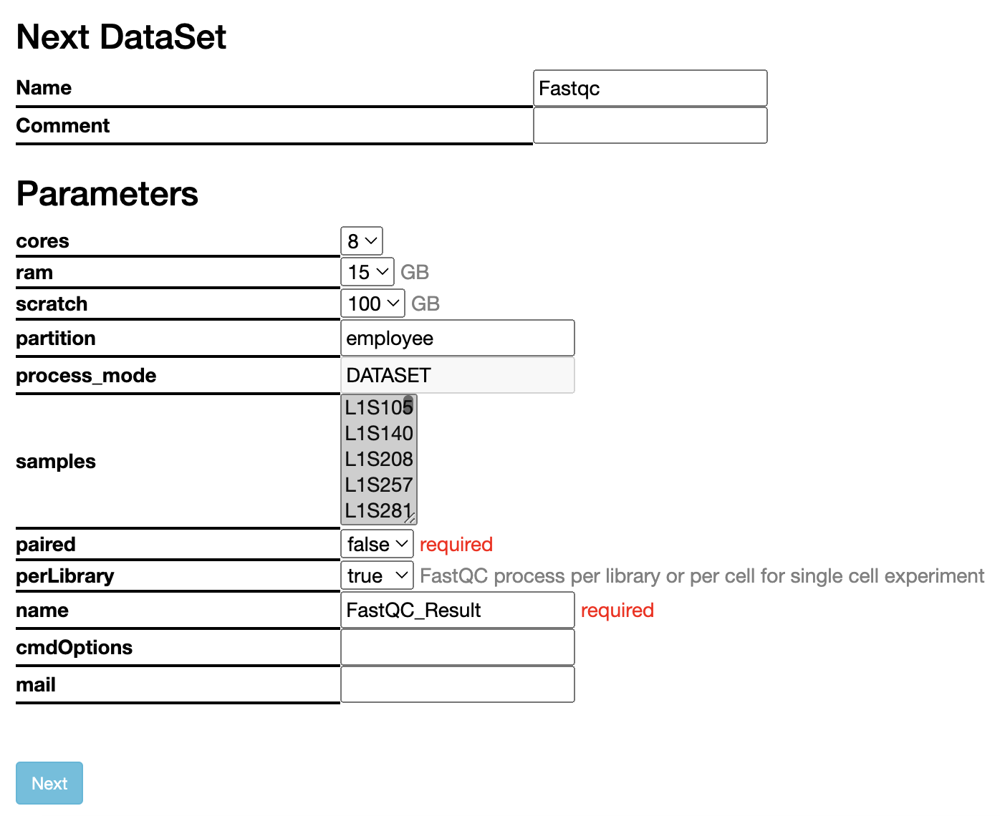 Next DataSet
Name Fastqc
Comment
Parameters
cores 8
ram 15 GB
scratch 100 GB
partition employee
process_mode DATASET
samples
L1S105
L1S140
L1S208
L1S257
L1S281
paired false required
perLibrary true FastQC process per library or per cell for single cell experiment
name FastQC_Result required
cmdOptions
mail
Next